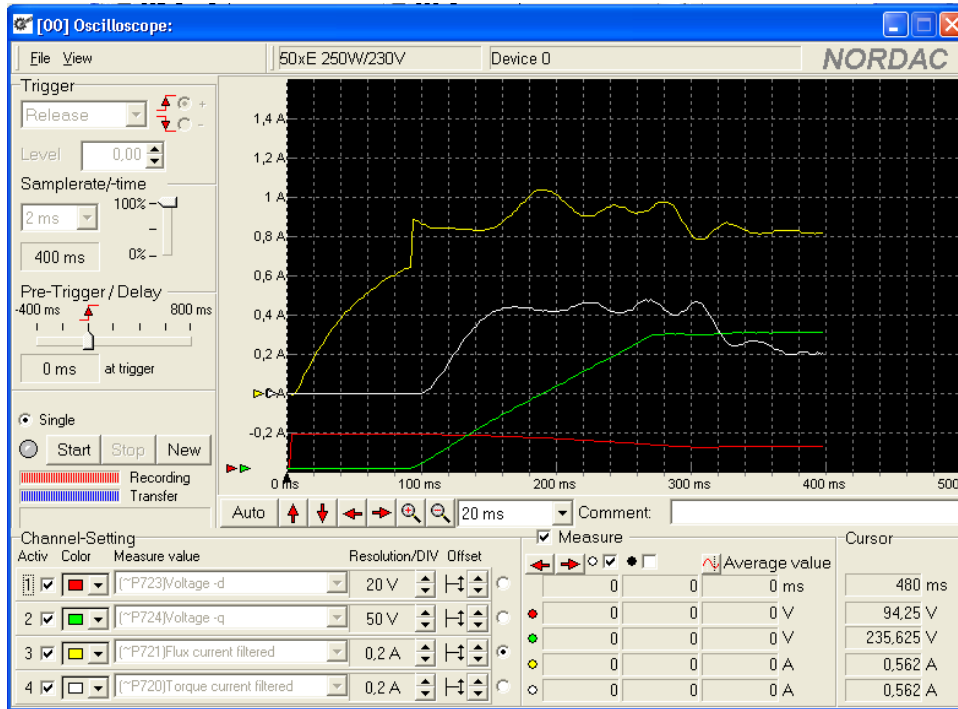 [00] Oscilloscope:
File View
50xE 250W/230V
Device 0
NORDAC
Trigger
Release
+
-
Level 0,00
Samplerate/-time
2 ms
100%
400 ms
0%
Pre-Trigger / Delay
-400 ms 800 ms
0 ms at trigger
Single
Start Stop New
Recording
Transfer
1,4 A
1,2 A
1 A
0,8 A
0,6 A
0,4 A
0,2 A
0 A
-0,2 A
0 ms 100 ms 200 ms 300 ms 400 ms 500
Auto 20 ms Comment:
Channel-Setting
Activ Color Measure value Resolution/DIV Offset
1 (~P723)Voltage -d 20 V
2 (~P724)Voltage -q 50 V
3 (~P721)Flux current filtered 0,2 A
4 (~P720)Torque current filtered 0,2 A
Measure
Average value
0 0 0 ms
0 0 0 V
0 0 0 V
0 0 0 A
0 0 0 A
Cursor
480 ms
94,25 V
235,625 V
0,562 A
0,562 A